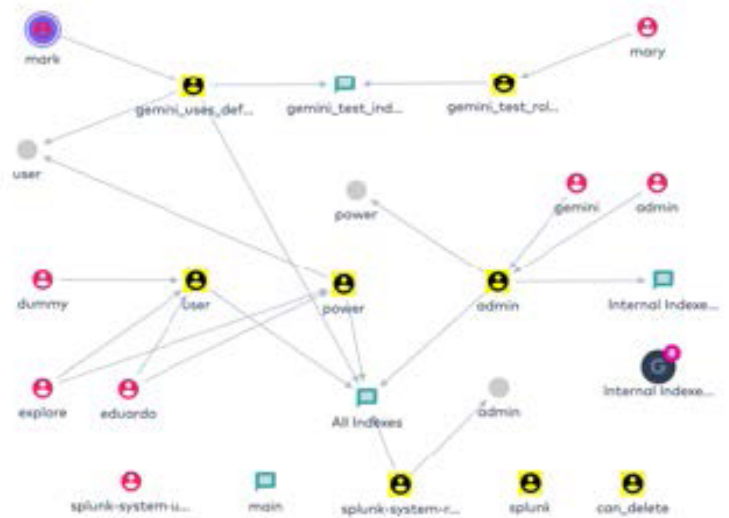 mark
mary
gemini_uses_def...
gemini_test_ind...
gemini_test_rol...
user
power
gemini
admin
dummy
user
power
admin
Internal Indexe...
explore
eduardo
All Indexes
admin
G
Internal Indexe...
splunk-system-u...
main
splunk-system-r...
splunk
can_delete